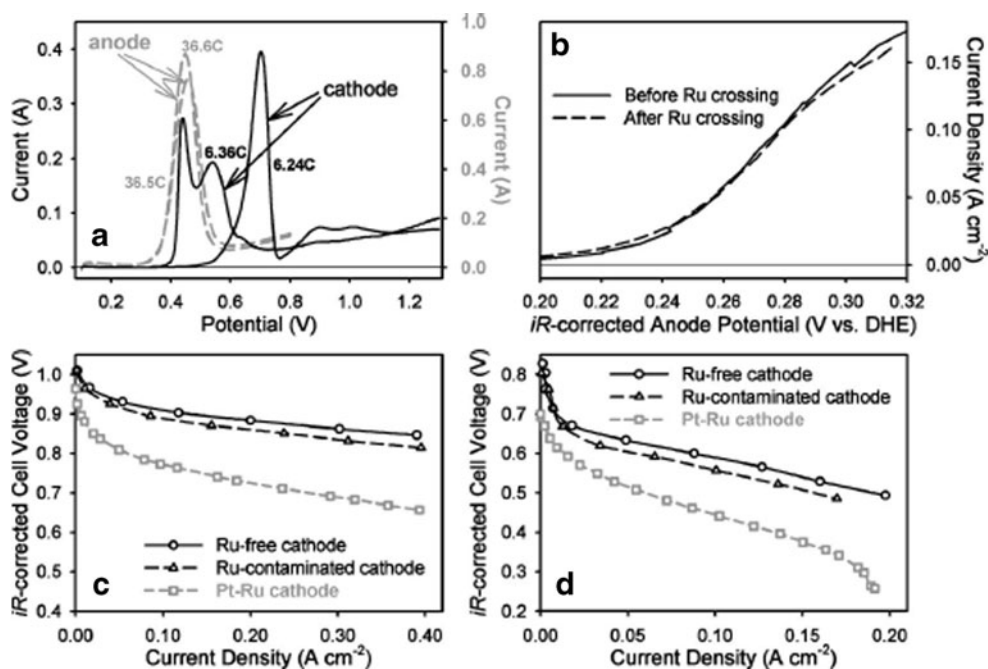 a
anode
36.6C
cathode
36.5C
6.36C
6.24C
Current (A)
0.4
0.3
0.2
0.1
0.0
Current (A)
1.0
0.8
0.6
0.4
0.2
0.0
0.2 0.4 0.6 0.8 1.0 1.2
Potential (V)
b
Before Ru crossing
After Ru crossing
Current Density (A cm-2)
0.15
0.10
0.05
0.00
0.20 0.22 0.24 0.26 0.28 0.30 0.32
iR-corrected Anode Potential (V vs. DHE)
iR-corrected Cell Voltage (V)
1.0
0.9
0.8
0.7
0.6
0.5
0.4
Ru-free cathode
Ru-contaminated cathode
Pt-Ru cathode
c
0.00 0.10 0.20 0.30 0.40
Current Density (A cm-2)
iR-corrected Cell Voltage (V)
0.8
0.7
0.6
0.5
0.4
0.3
0.2
Ru-free cathode
Ru-contaminated cathode
Pt-Ru cathode
d
0.00 0.05 0.10 0.15 0.20
Current Density (A cm-2)